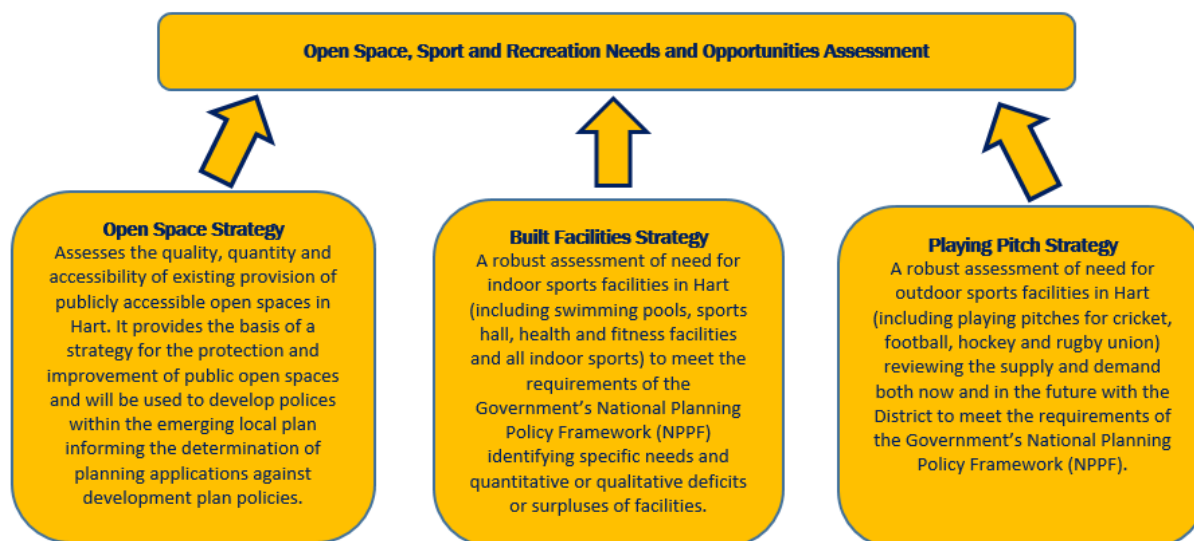 Open Space, Sport and Recreation Needs and Opportunities Assessment
Open Space Strategy
Assesses the quality, quantity and
accessibility of existing provision of
publicly accessible open spaces in
Hart. It provides the basis of a
strategy for the protection and
improvement of public open spaces
and will be used to develop polices
within the emerging local plan
informing the determination of
planning applications against
development plan policies.
Built Facilities Strategy
A robust assessment of need for
indoor sports facilities in Hart
(including swimming pools, sports
hall, health and fitness facilities
and all indoor sports) to meet the
requirements of the
Government’s National Planning
Policy Framework (NPPF)
identifying specific needs and
quantitative or qualitative deficits
or surpluses of facilities.
Playing Pitch Strategy
A robust assessment of need for
outdoor sports facilities in Hart
(including playing pitches for cricket,
football, hockey and rugby union)
reviewing the supply and demand
both now and in the future with the
District to meet the requirements of
the Government’s National Planning
Policy Framework (NPPF).